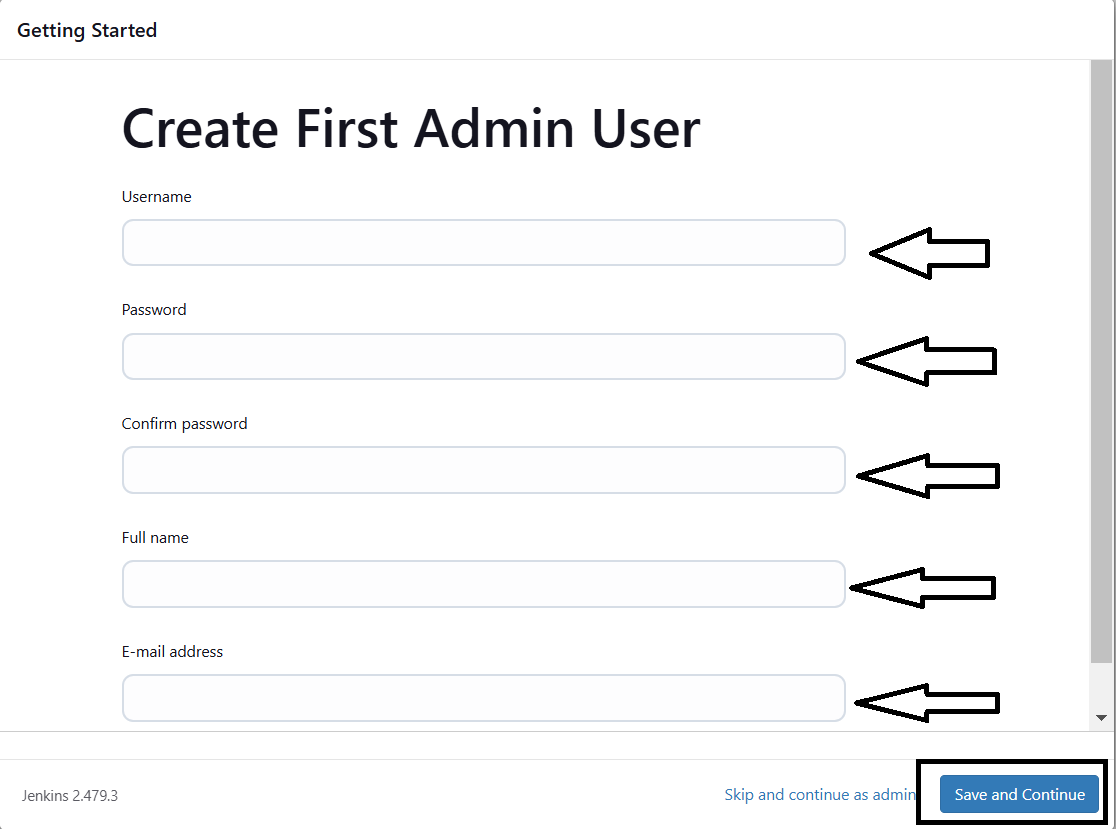 Getting Started
Create First Admin User
Username
Password
Confirm password
Full name
E-mail address
Jenkins 2.479.3
Skip and continue as admin
Save and Continue